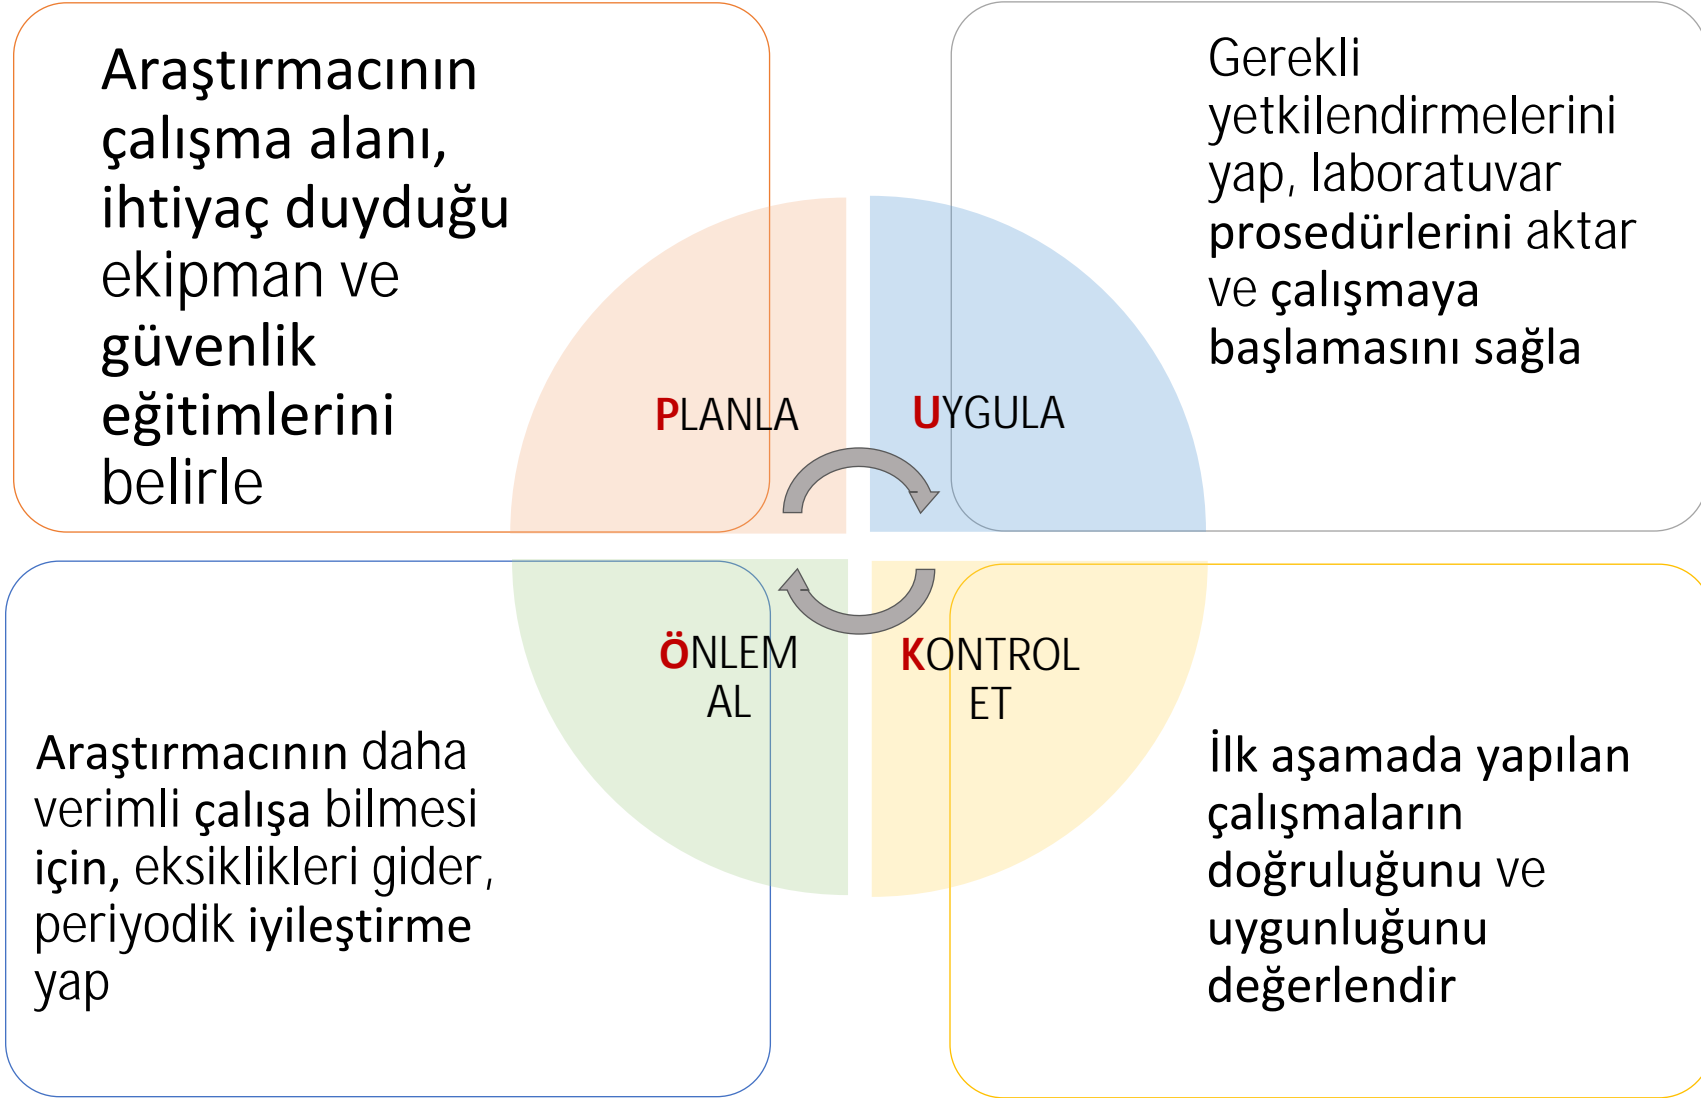 Araştırmacının
çalışma alanı,
ihtiyaç duyduğu
ekipman ve
güvenlik
eğitimlerini
belirle
Gerekli
yetkilendirmelerini
yap, laboratuvar
prosedürlerini aktar
ve çalışmaya
başlamasını sağla
PLANLA
UYGULA
ÖNLEM
AL
KONTROL
ET
Araştırmacının daha
verimli çalışa bilmesi
için, eksiklikleri gider,
periyodik iyileştirme
yap
İlk aşamada yapılan
çalışmaların
doğruluğunu ve
uygunluğunu
değerlendir